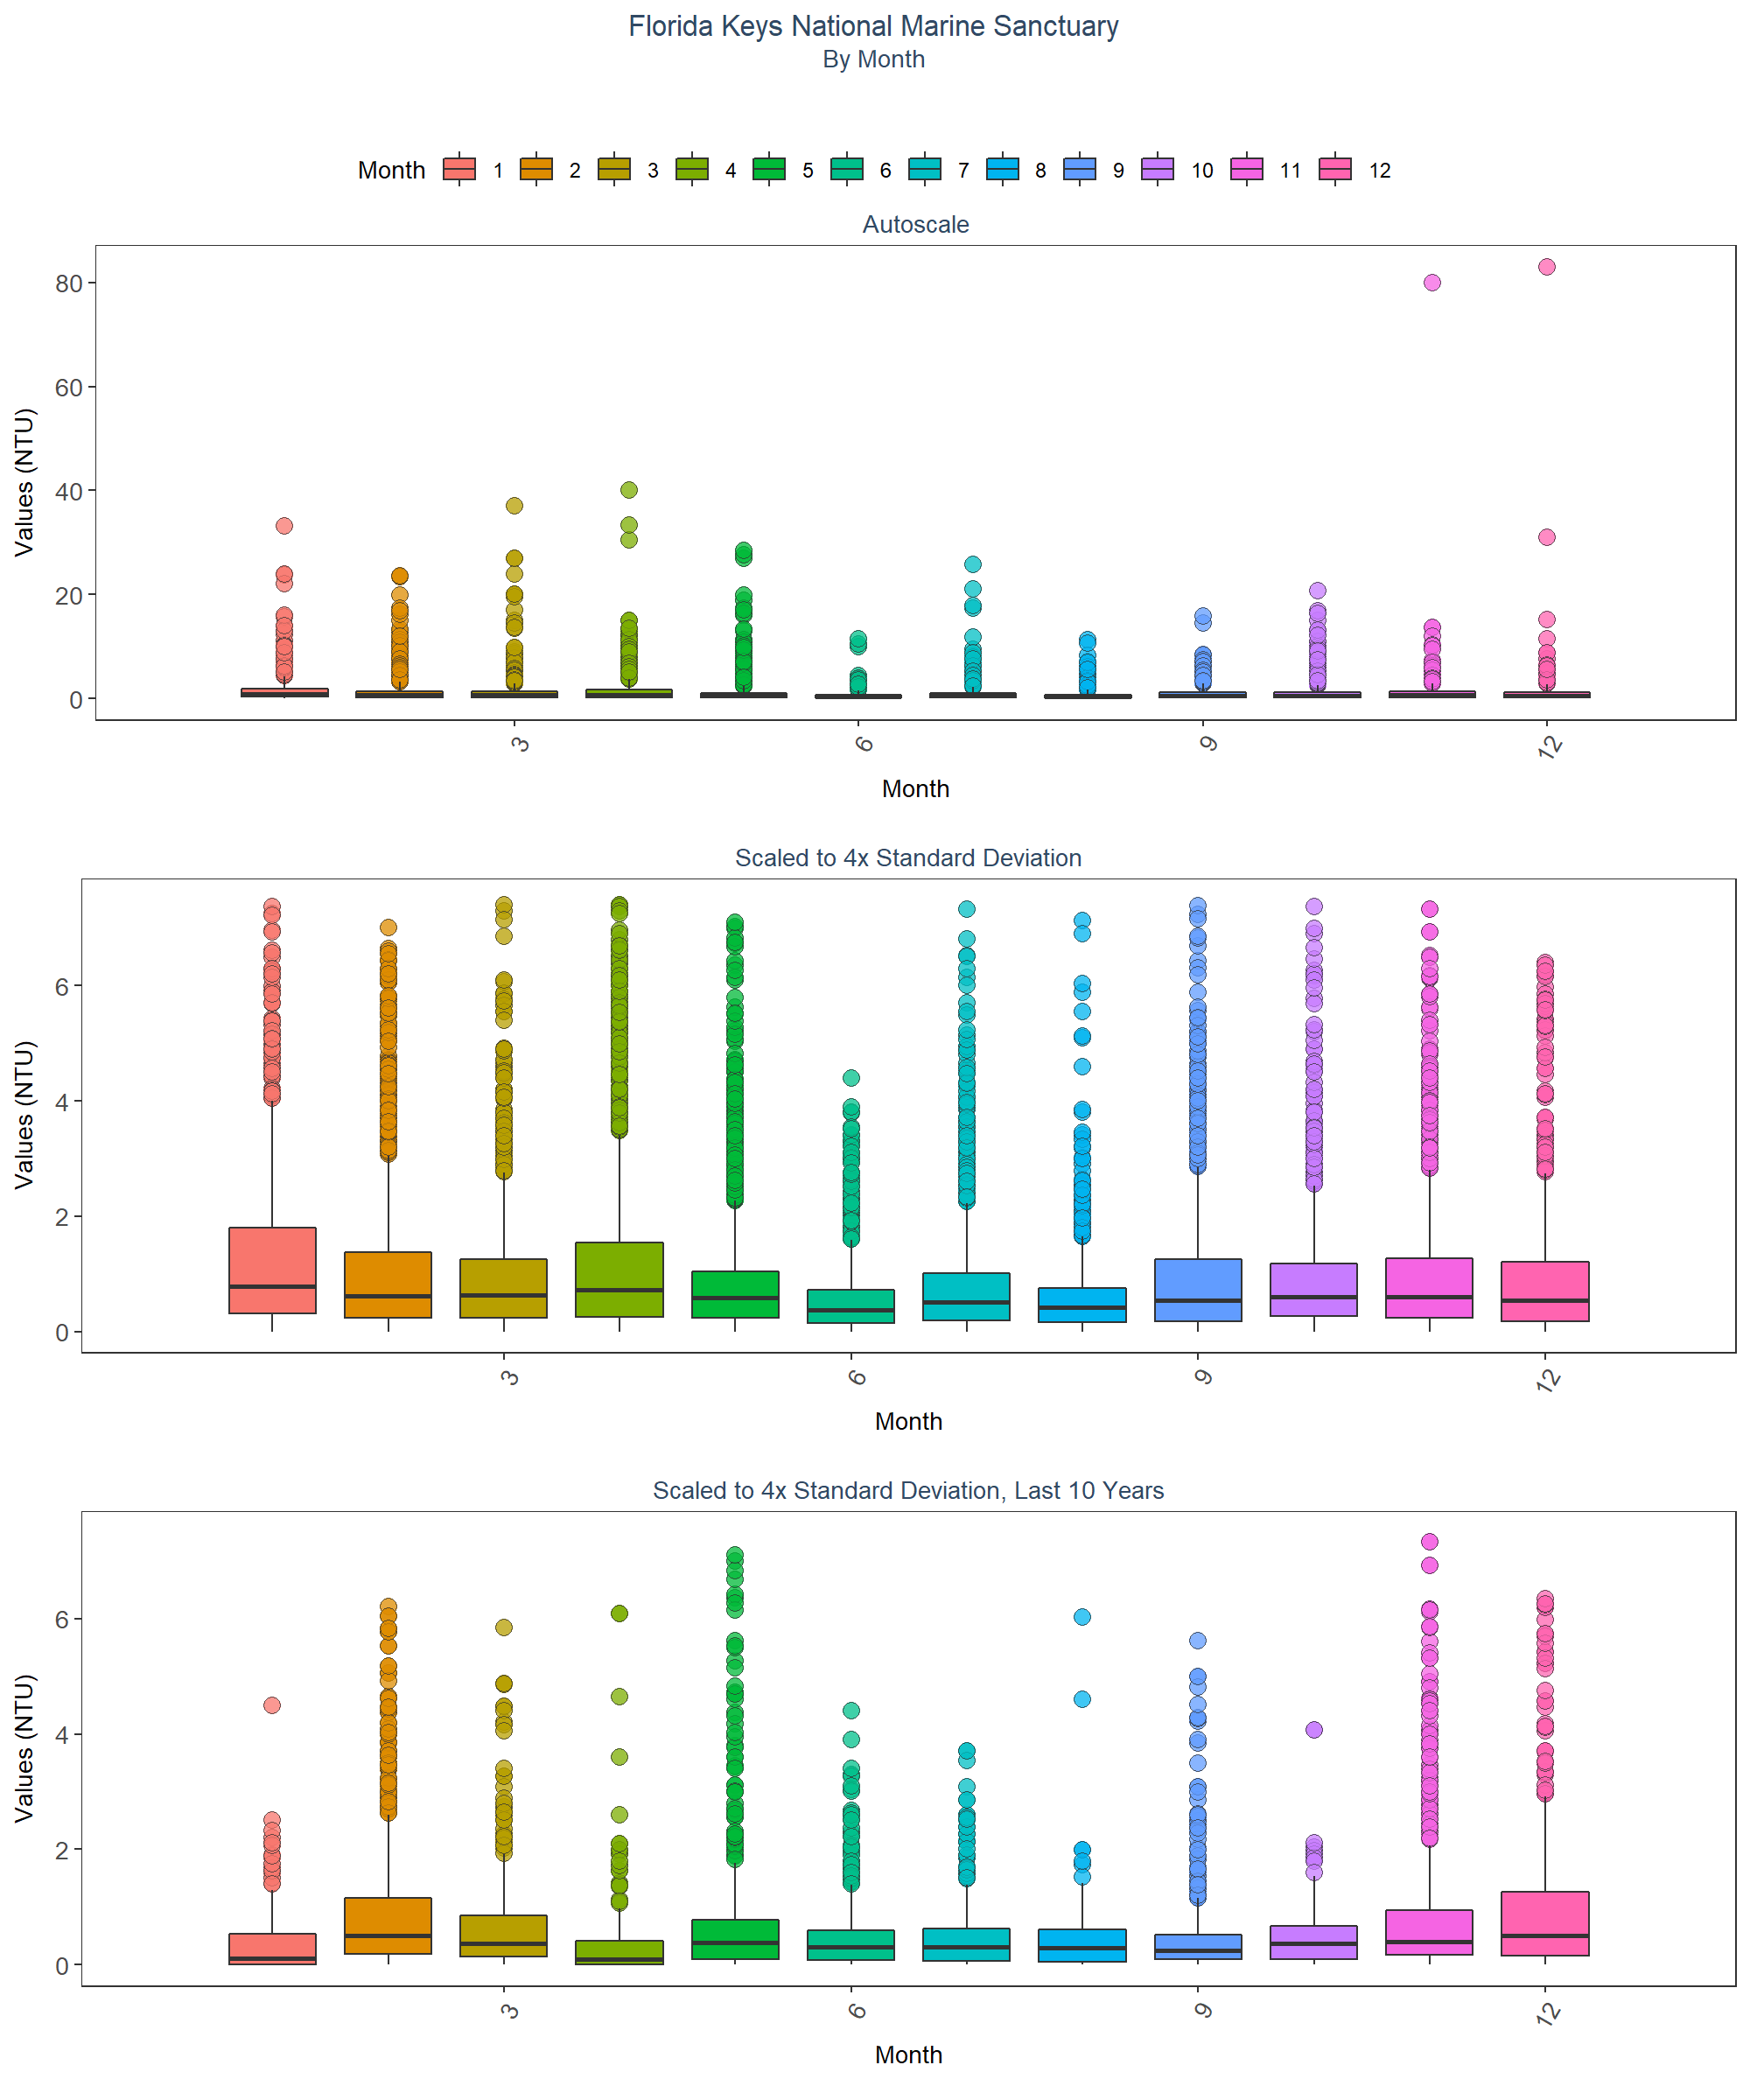 Florida Keys National Marine Sanctuary
By Month
Month 1 2 3 4 5 6 7 8 9 10 11 12
Autoscale
Values (NTU)
80
60
40
20
0
3 6 9 12
Month
Scaled to 4x Standard Deviation
Values (NTU)
6
4
2
0
3 6 9 12
Month
Scaled to 4x Standard Deviation, Last 10 Years
Values (NTU)
6
4
2
0
3 6 9 12
Month